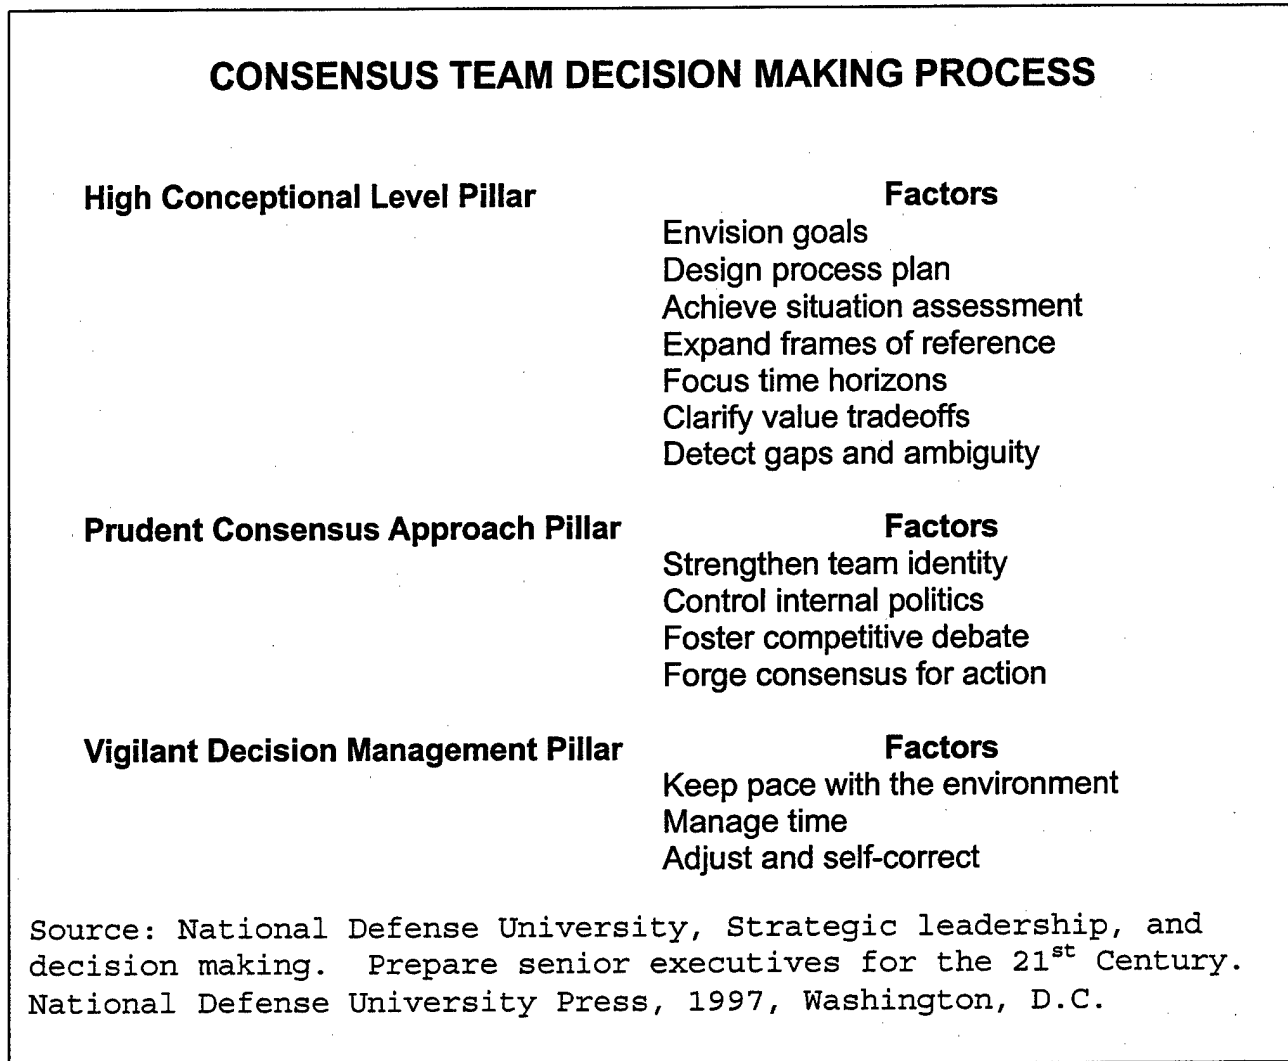 CONSENSUS TEAM DECISION MAKING PROCESS
High Conceptional Level Pillar Factors
Envision goals
Design process plan
Achieve situation assessment
Expand frames of reference
Focus time horizons
Clarify value tradeoffs
Detect gaps and ambiguity
Prudent Consensus Approach Pillar Factors
Strengthen team identity
Control internal politics
Foster competitive debate
Forge consensus for action
Vigilant Decision Management Pillar Factors
Keep pace with the environment
Manage time
Adjust and self-correct
Source: National Defense University, Strategic leadership, and
decision making. Prepare senior executives for the 21st Century.
National Defense University Press, 1997, Washington, D.C.